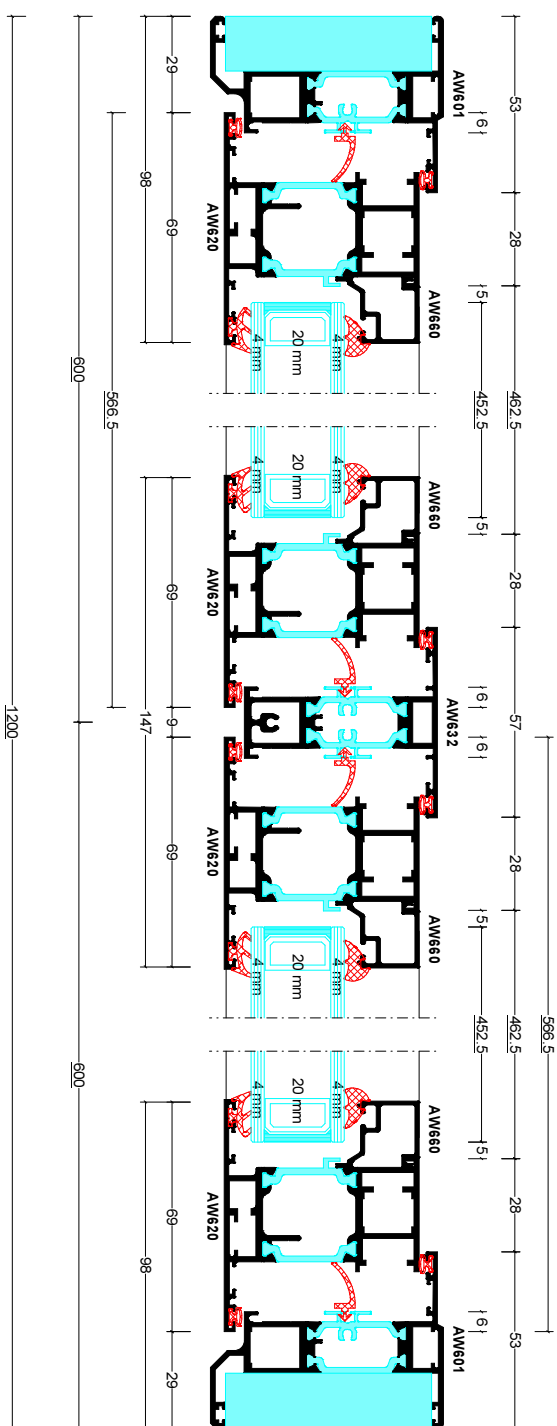 566.5
53 28 462.5 28 57 28 462.5 28 53
6 5 452.5 5 6 6 5 452.5 5 6
AW601 AW632 AW601
AW660 AW660 AW660 AW660
4 mm 4 mm 4 mm 4 mm
20 mm 20 mm 20 mm 20 mm
4 mm 4 mm 4 mm 4 mm
AW620 AW620 AW620 AW620
29 69 69 9 69 69 29
98 147 98
566.5
600 600
1200